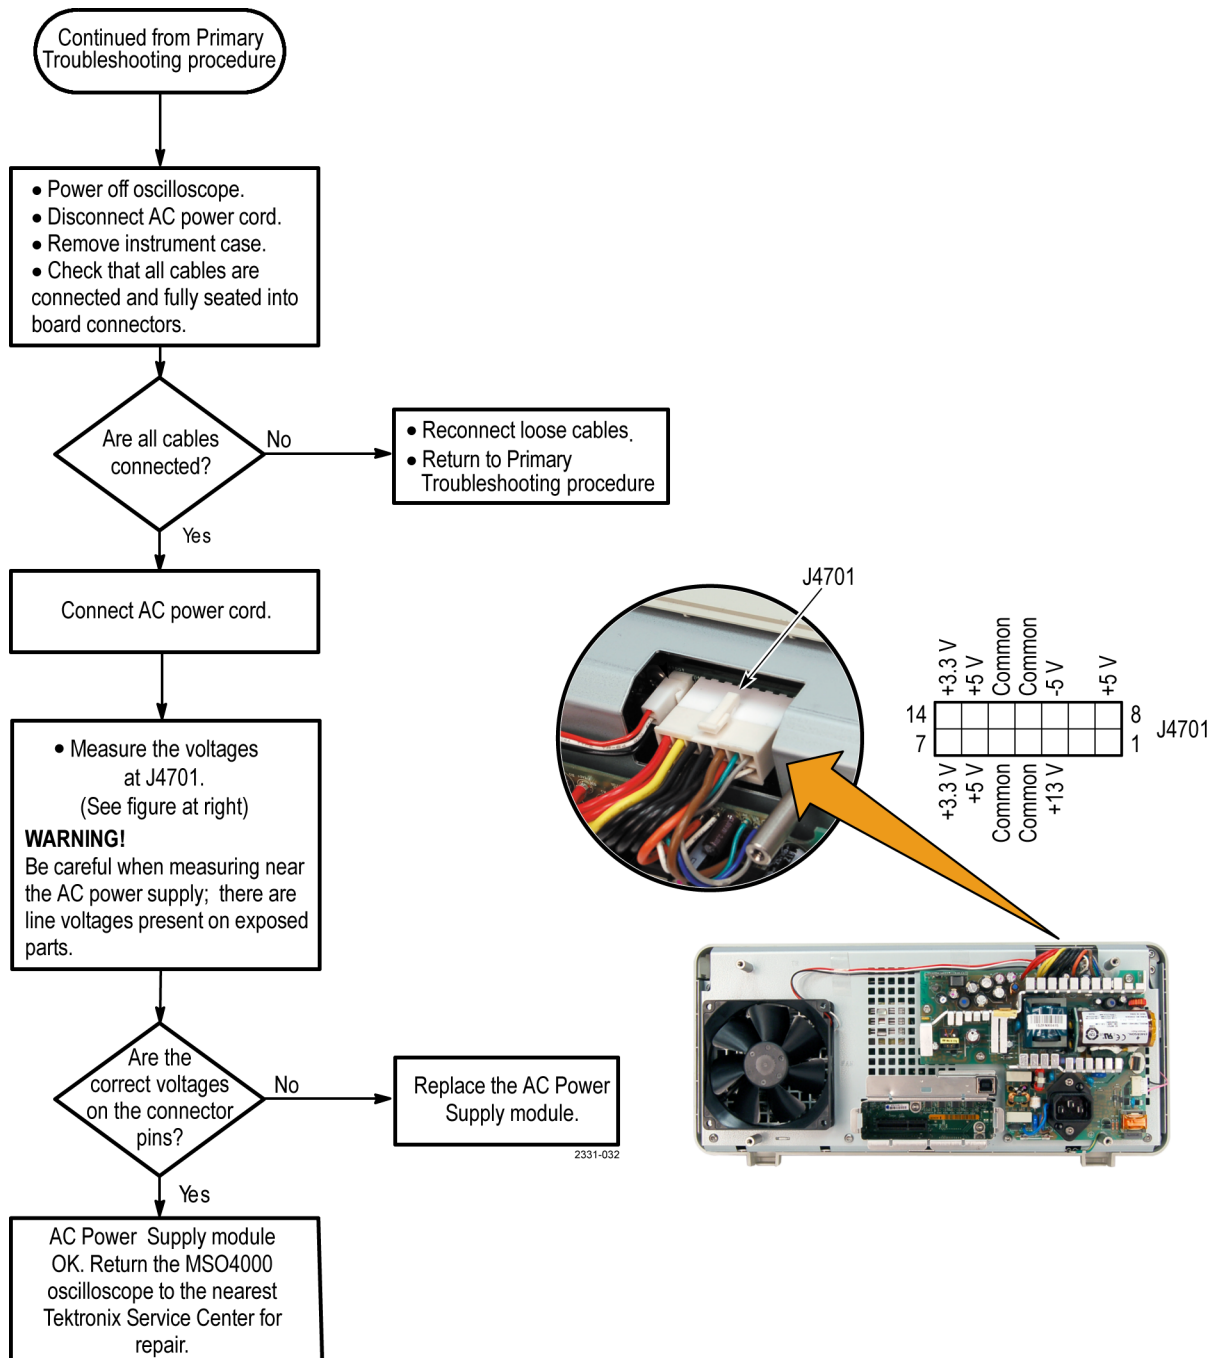 Continued from Primary
Troubleshooting procedure
• Power off oscilloscope.
• Disconnect AC power cord.
• Remove instrument case.
• Check that all cables are
connected and fully seated into
board connectors.
Are all cables
connected?
No
• Reconnect loose cables.
• Return to Primary
Troubleshooting procedure
Yes
Connect AC power cord.
• Measure the voltages
at J4701.
(See figure at right)
WARNING!
Be careful when measuring near
the AC power supply; there are
line voltages present on exposed
parts.
J4701
+3.3 V
+5 V
Common
Common
-5 V
+5 V
14
8
7
1
J4701
+3.3 V
+5 V
Common
Common
+13 V
Are the
correct voltages
on the connector
pins?
No
Replace the AC Power
Supply module.
2331-032
Yes
AC Power Supply module
OK. Return the MSO4000
oscilloscope to the nearest
Tektronix Service Center for
repair.